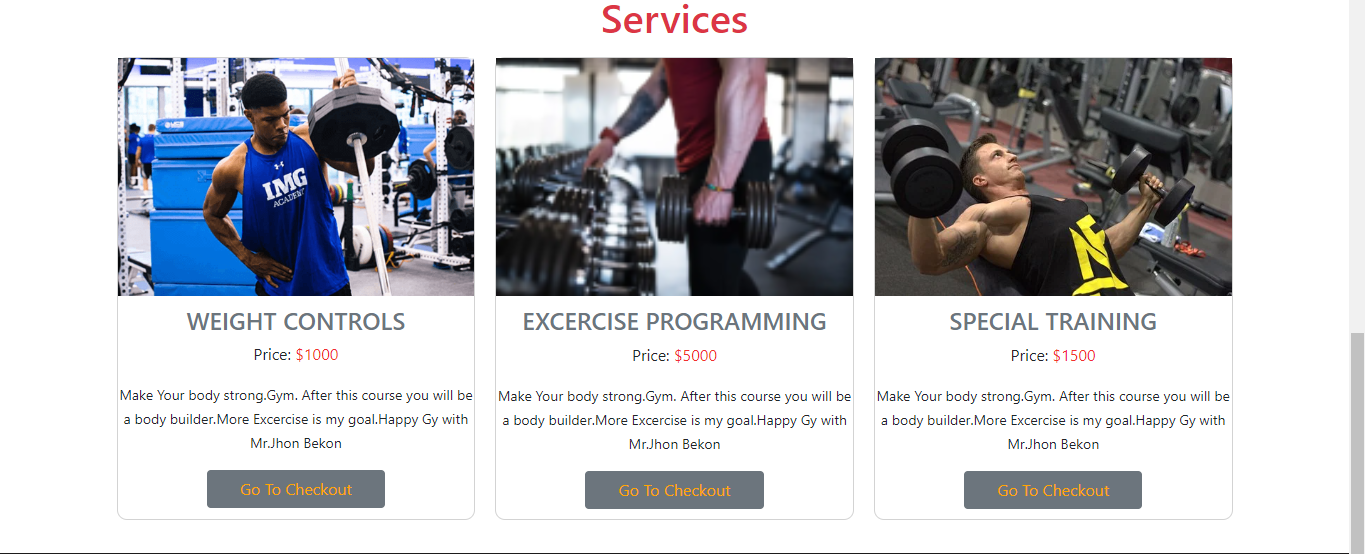 Services
IMG
ACADEMY
WEIGHT CONTROLS
Price: $1000
Make Your body strong.Gym. After this course you will be
a body builder.More Excercise is my goal.Happy Gy with
Mr.Jhon Bekon
Go To Checkout
EXCERCISE PROGRAMMING
Price: $5000
Make Your body strong.Gym. After this course you will be
a body builder.More Excercise is my goal.Happy Gy with
Mr.Jhon Bekon
Go To Checkout
SPECIAL TRAINING
Price: $1500
Make Your body strong.Gym. After this course you will be
a body builder.More Excercise is my goal.Happy Gy with
Mr.Jhon Bekon
Go To Checkout